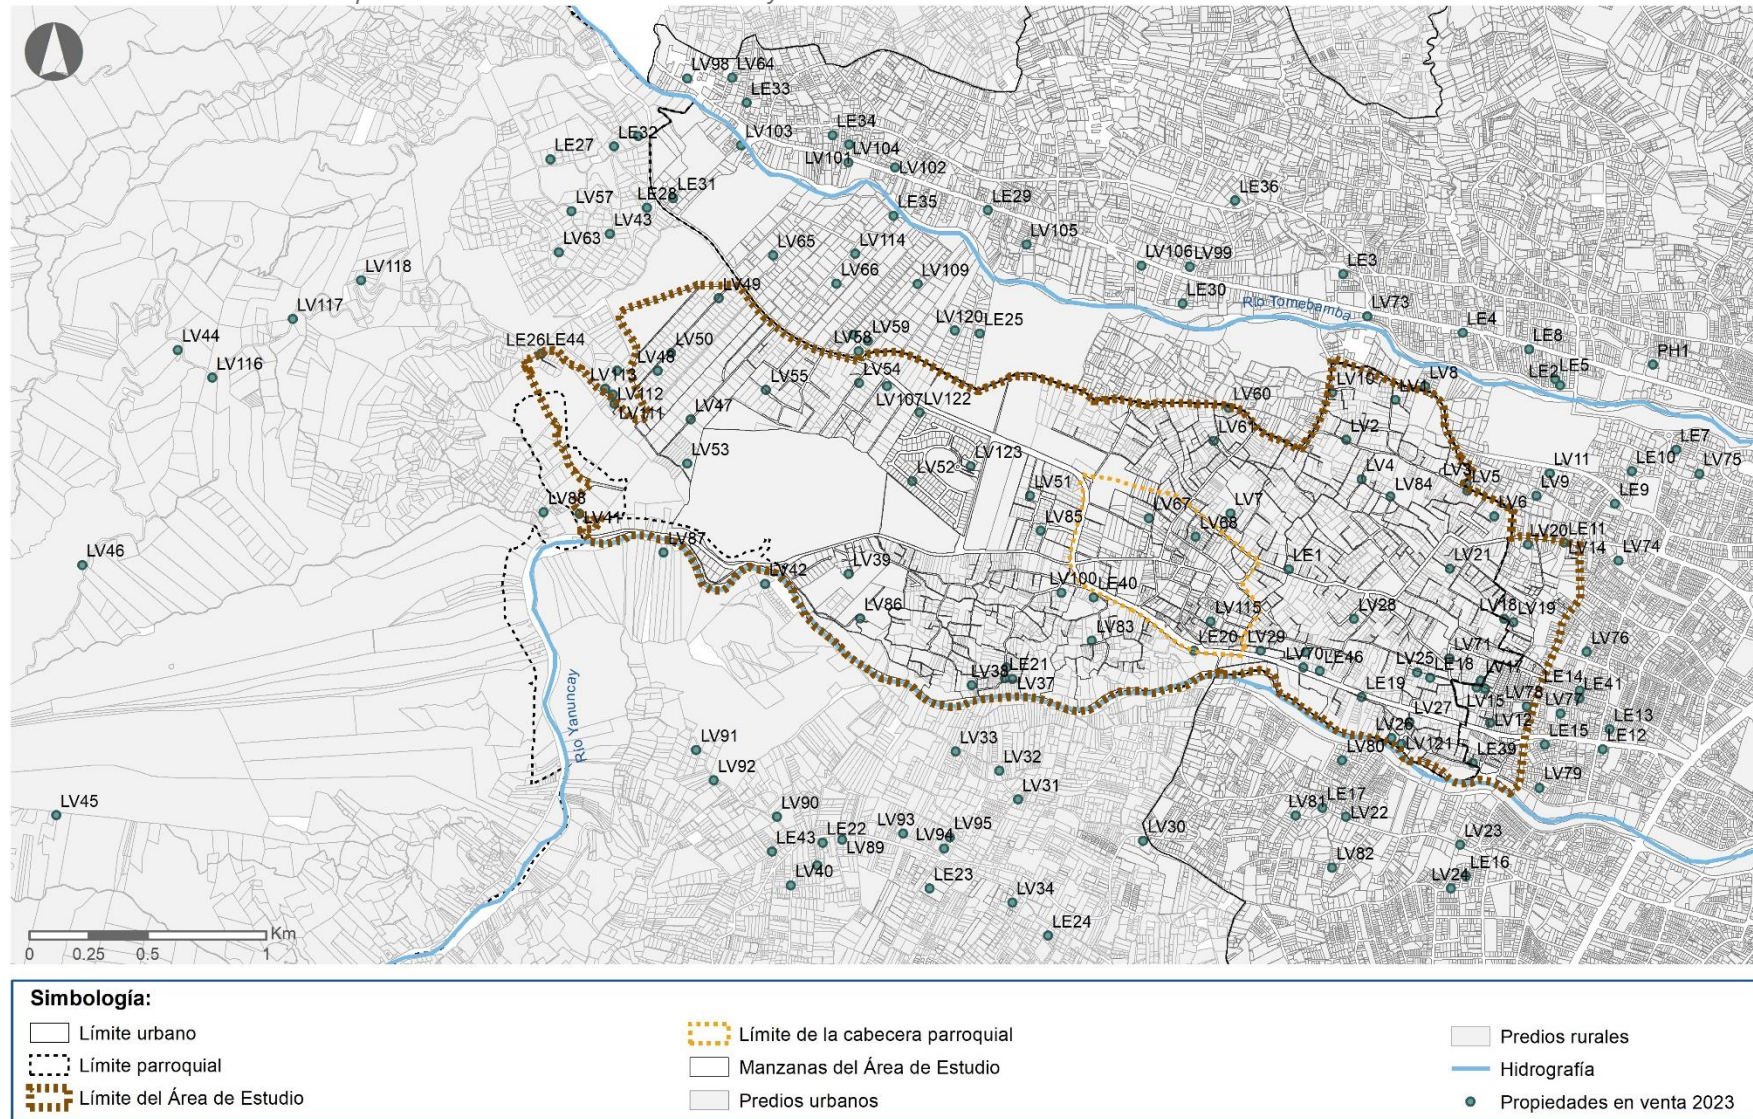 LV98
LV64
LE33
LE34
LV103
LV104
LV101
LV102
LE32
LE27
LE31
LE28
LV57
LV43
LV63
LE35
LE29
LE36
LV105
LV65
LV114
LV66
LV109
LV106
LV99
LE3
LE30
Río Tomebamba
LV73
LE4
LE8
PH1
LE2
LE5
LV118
LV117
LV44
LV116
LV49
LV120
LE25
LV58
LV59
LE26
LE44
LV50
LV48
LV113
LV112
LV111
LV54
LV55
LV107
LV122
LV47
LV53
LV60
LV61
LV10
LV1
LV8
LV2
LE7
LV75
LE10
LV11
LV9
LE9
LV3
LV5
LV4
LV84
LV6
LV123
LV52
LV51
LV85
LV67
LV68
LV7
LV88
LV41
LV87
LV46
LV42
LV39
LV86
LV100
LE40
LV83
LE1
LV115
LE20
LV29
LV28
LV21
LV20
LE11
LV14
LV74
LV18
LV19
LV76
LV71
LV70
LE46
LV25
LE18
LV17
LE14
LE41
LE19
LV15
LV78
LV77
LV12
LV27
LV26
LV121
LE39
LE15
LE13
LE12
LV79
LV80
LE21
LV38
LV37
Río Yanuncay
LV91
LV92
LV33
LV32
LV31
LV90
LE43
LE22
LV89
LV93
LV94
LV95
LV40
LE23
LV34
LE24
LV30
LV81
LE17
LV22
LV82
LV23
LE16
LV24
LV45
Km
0 0.25 0.5 1
Simbología:
Límite urbano
Límite parroquial
Límite del Área de Estudio
Límite de la cabecera parroquial
Manzanas del Área de Estudio
Predios urbanos
Predios rurales
Hidrografía
Propiedades en venta 2023